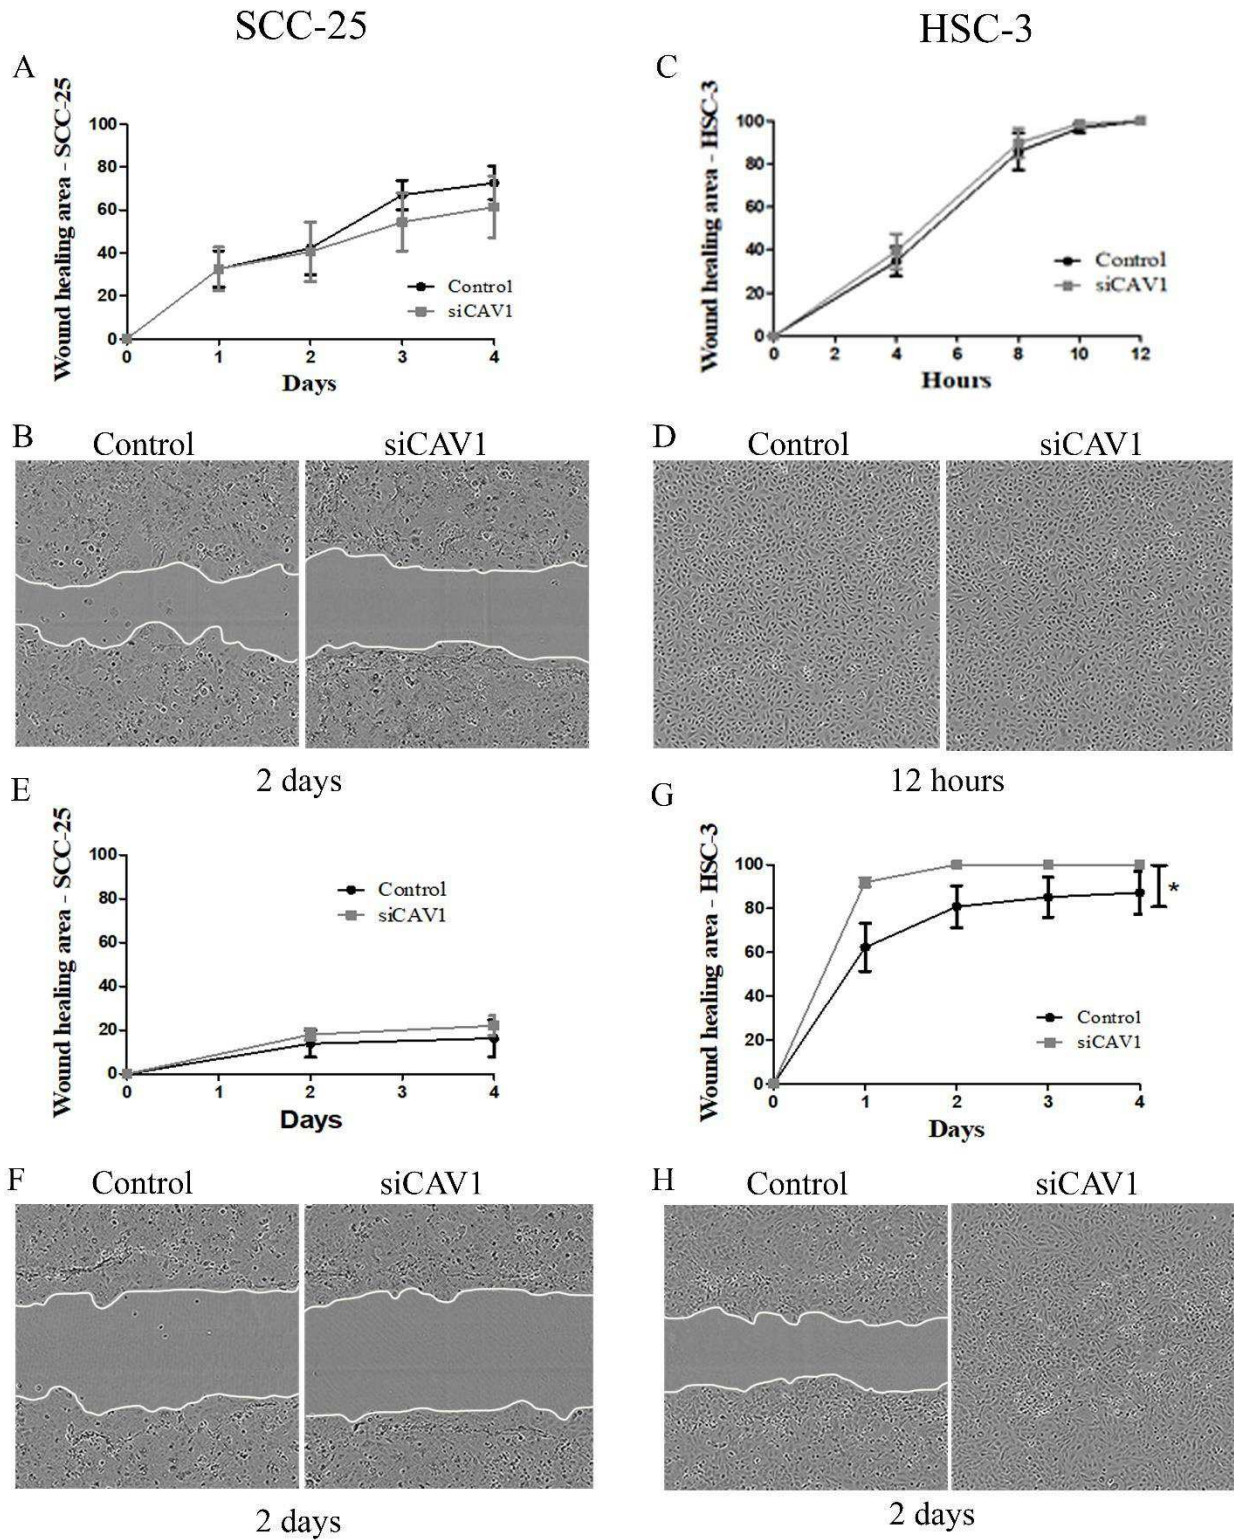 SCC-25
HSC-3
A
Wound healing area - SCC-25
100
80
60
40
20
0
0 1 2 3 4
Days
Control
siCAV1
C
Wound healing area - HSC-3
100
80
60
40
20
0
0 2 4 6 8 10 12
Hours
Control
siCAV1
B
Control siCAV1
2 days
D
Control siCAV1
12 hours
E
Wound healing area - SCC-25
100
80
60
40
20
0
0 1 2 3 4
Days
Control
siCAV1
G
Wound healing area - HSC-3
100
80
60
40
20
0
0 1 2 3 4
Days
Control
siCAV1
*
F
Control siCAV1
2 days
H
Control siCAV1
2 days